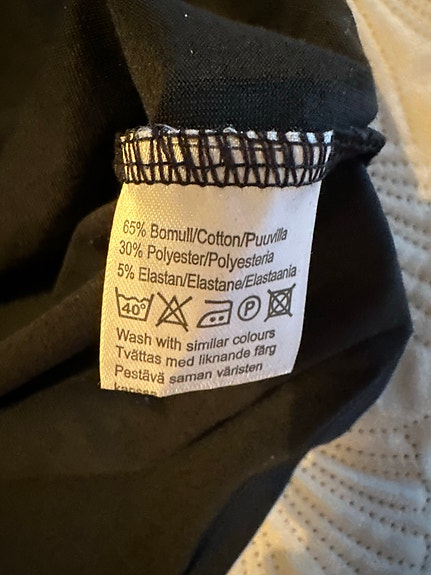 65% Bomull/Cotton/Puuvilla
30% Polyester/Polyesteria
5% Elastan/Elastane/Elastaania
40° P
Wash with similar colours
Tvättas med liknande färg
Pestävä saman väristen